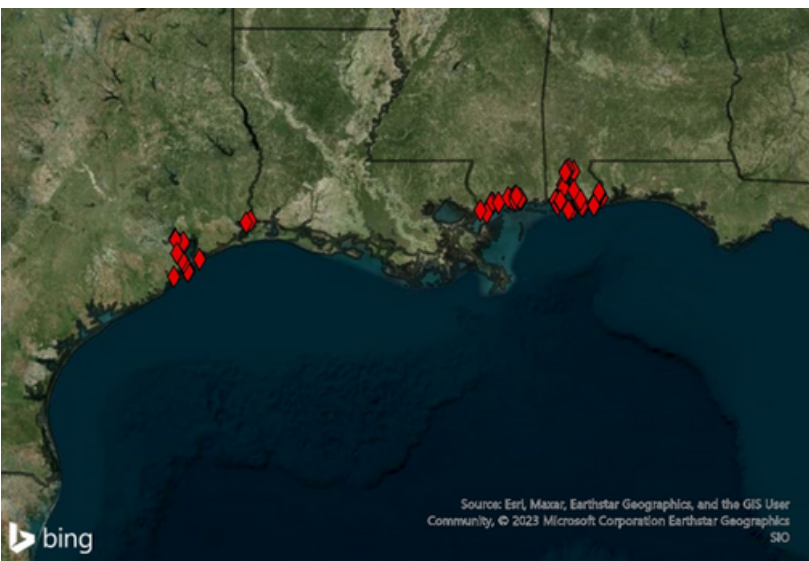 Source: Esri, Maxar, Earthstar Geographics, and the GIS User
Community, © 2023 Microsoft Corporation Earthstar Geographics
SIO
bing